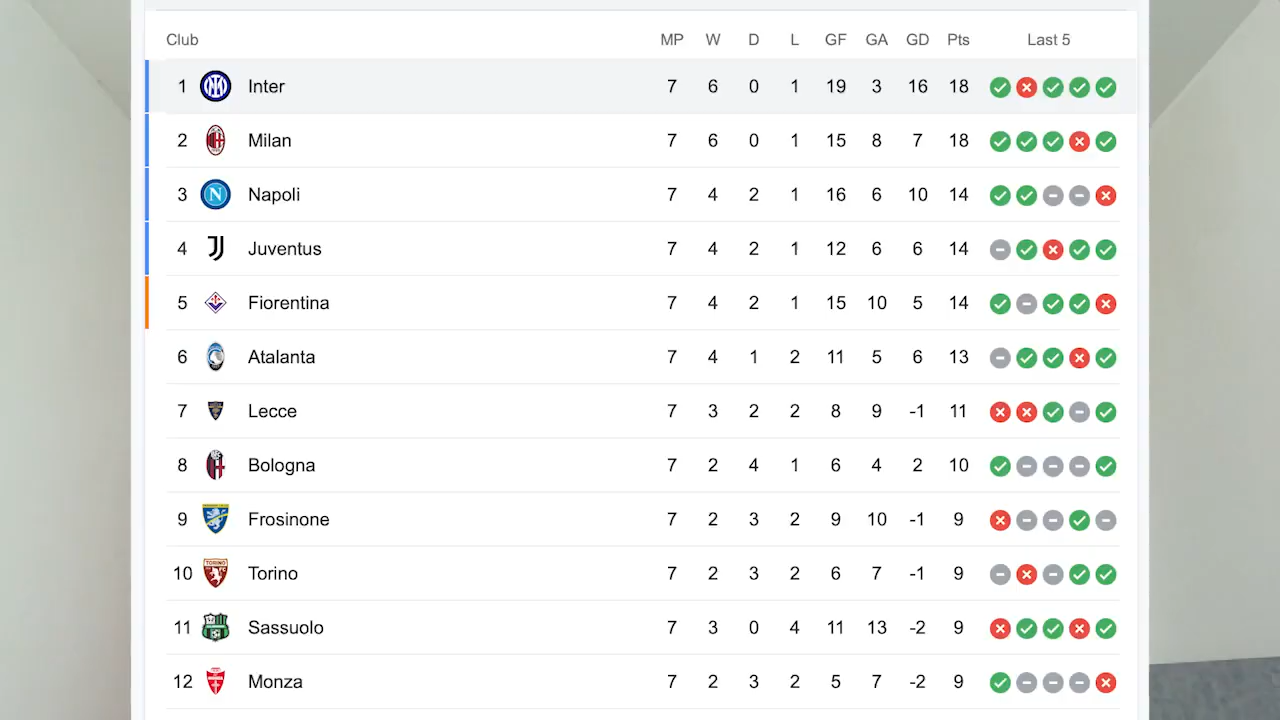 Club MP W D L GF GA GD Pts Last 5
1 Inter 7 6 0 1 19 3 16 18
2 Milan 7 6 0 1 15 8 7 18
3 Napoli 7 4 2 1 16 6 10 14
4 Juventus 7 4 2 1 12 6 6 14
5 Fiorentina 7 4 2 1 15 10 5 14
6 Atalanta 7 4 1 2 11 5 6 13
7 Lecce 7 3 2 2 8 9 -1 11
8 Bologna 7 2 4 1 6 4 2 10
9 Frosinone 7 2 3 2 9 10 -1 9
10 Torino 7 2 3 2 6 7 -1 9
11 Sassuolo 7 3 0 4 11 13 -2 9
12 Monza 7 2 3 2 5 7 -2 9